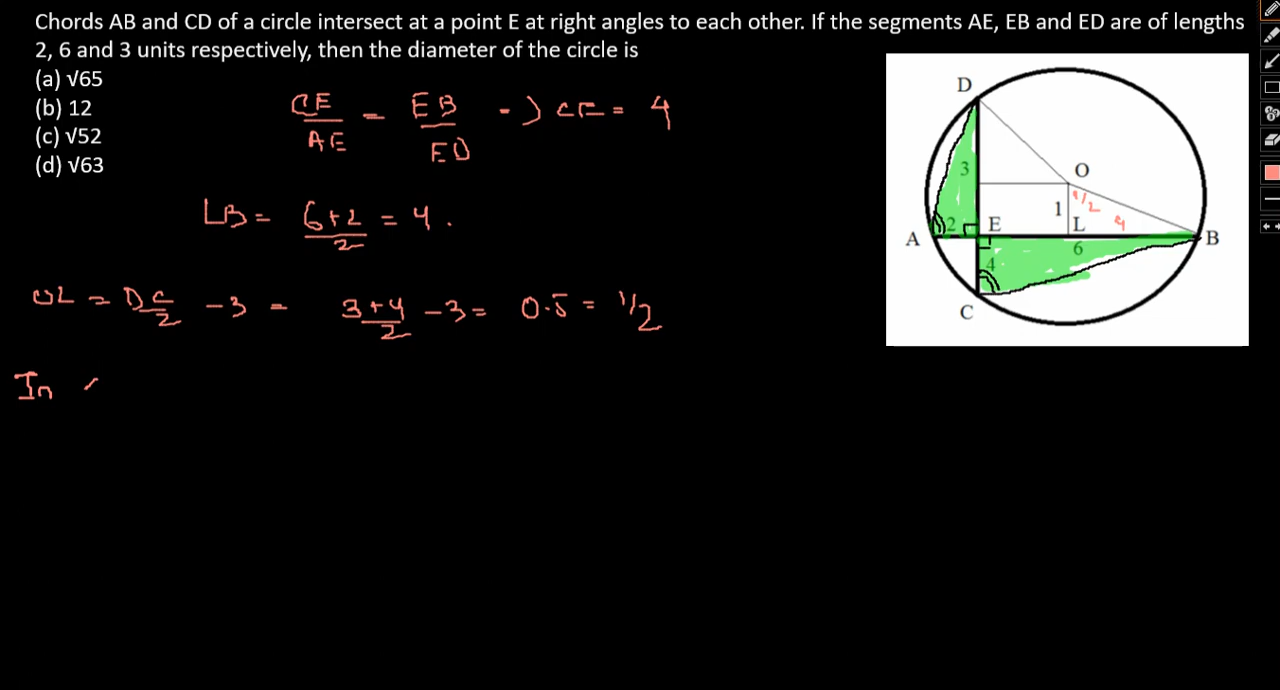 Chords AB and CD of a circle intersect at a point E at right angles to each other. If the segments AE, EB and ED are of lengths
2, 6 and 3 units respectively, then the diameter of the circle is
(a) √65
(b) 12
(c) √52
(d) √63
CE/AE = EB/ED -> CE = 4
LB = 6+2/2 = 4.
OL = DC/2 - 3 = 3+4/2 - 3 = 0.5 = 1/2
In
D
3
O
1/2
1
2
E
L
4
A
B
6
4
C